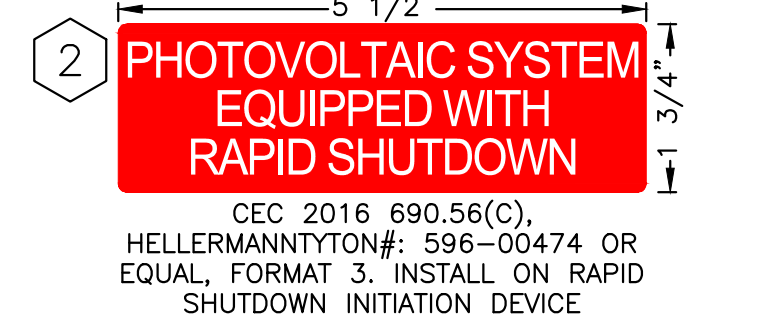 5 1/2
2
PHOTOVOLTAIC SYSTEM
EQUIPPED WITH
RAPID SHUTDOWN
1 3/4"
CEC 2016 690.56(C),
HELLERMANNTYTON#: 596-00474 OR
EQUAL, FORMAT 3. INSTALL ON RAPID
SHUTDOWN INITIATION DEVICE